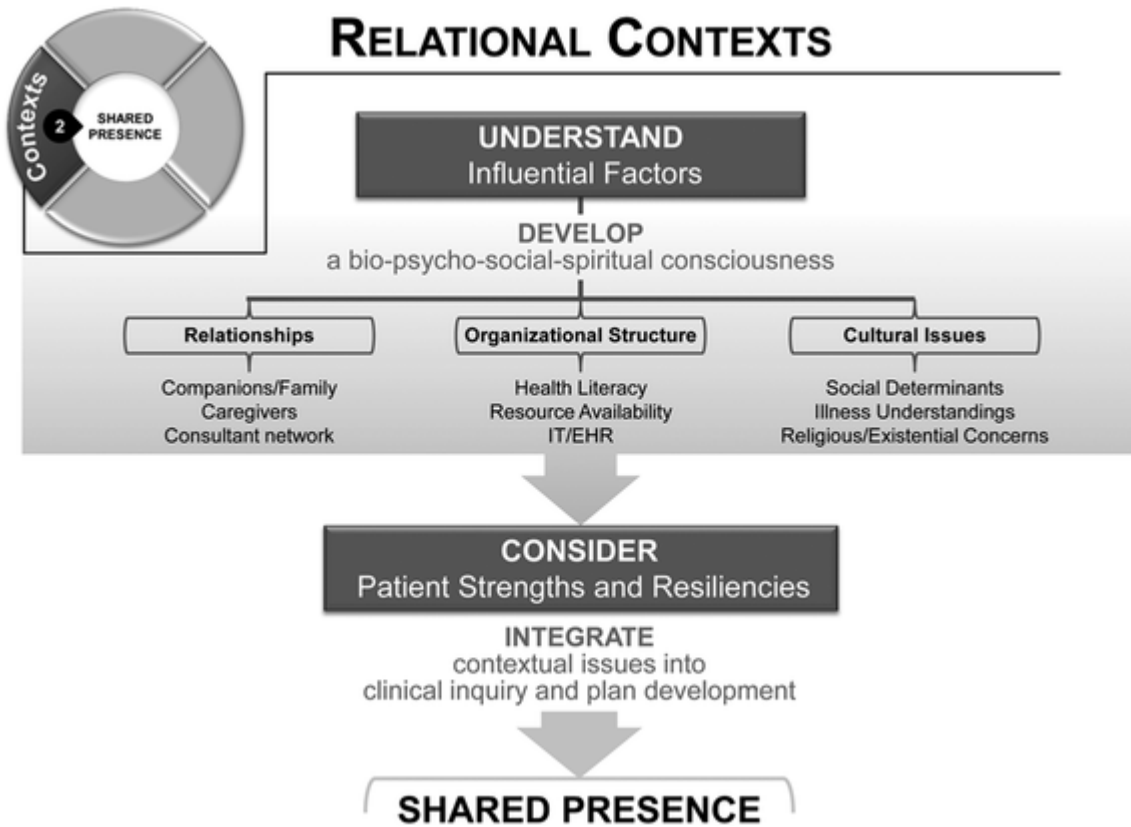 RELATIONAL CONTEXTS
Contexts
2
SHARED
PRESENCE
UNDERSTAND
Influential Factors
DEVELOP
a bio-psycho-social-spiritual consciousness
Relationships
Companions/Family
Caregivers
Consultant network
Organizational Structure
Health Literacy
Resource Availability
IT/EHR
Cultural Issues
Social Determinants
Illness Understandings
Religious/Existential Concerns
CONSIDER
Patient Strengths and Resiliencies
INTEGRATE
contextual issues into
clinical inquiry and plan development
SHARED PRESENCE